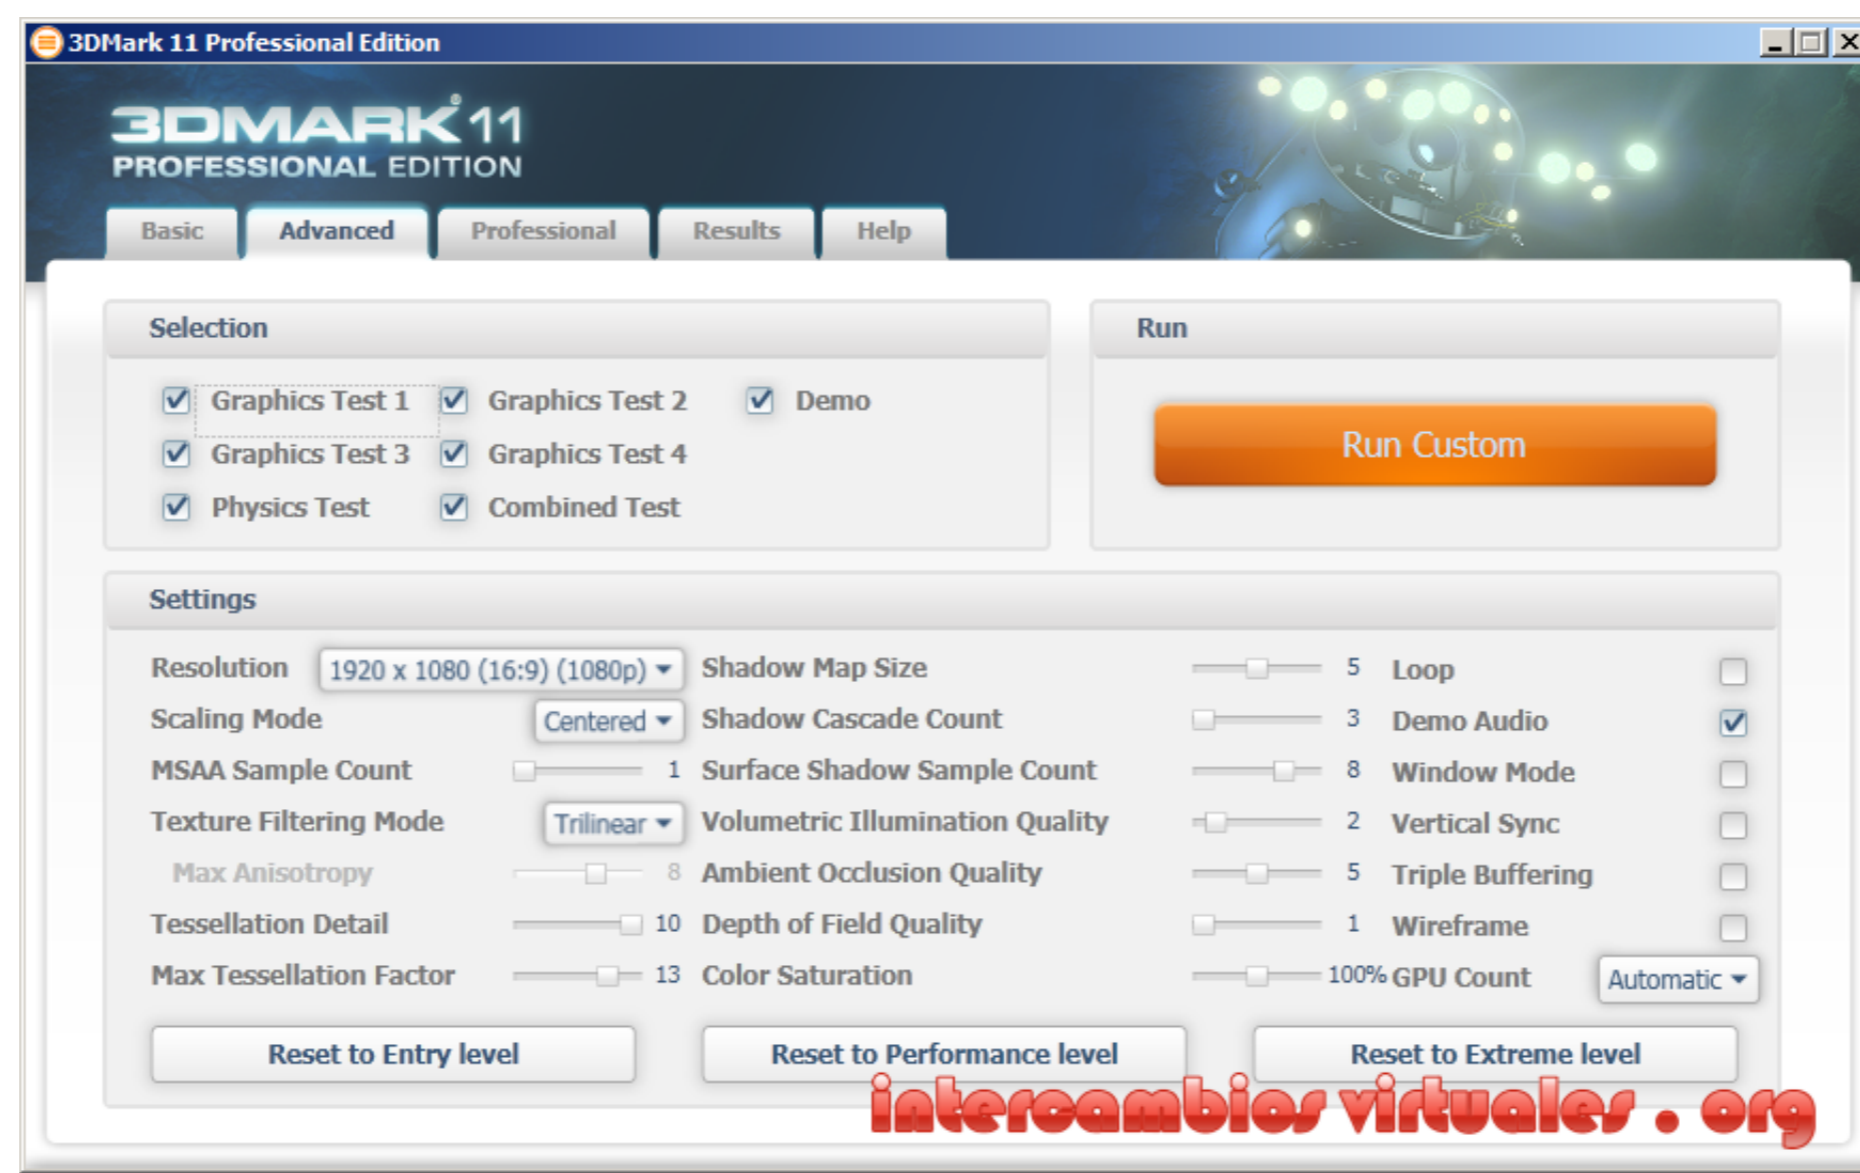 3DMark 11 Professional Edition
3DMARK® 11
PROFESSIONAL EDITION
Basic Advanced Professional Results Help
Selection
Graphics Test 1 Graphics Test 2 Demo
Graphics Test 3 Graphics Test 4
Physics Test Combined Test
Run
Run Custom
Settings
Resolution 1920 x 1080 (16:9) (1080p)
Scaling Mode Centered
MSAA Sample Count 1
Texture Filtering Mode Trilinear
Max Anisotropy 8
Tessellation Detail 10
Max Tessellation Factor 13
Shadow Map Size 5
Shadow Cascade Count 3
Surface Shadow Sample Count 8
Volumetric Illumination Quality 2
Ambient Occlusion Quality 5
Depth of Field Quality 1
Color Saturation 100%
Loop
Demo Audio
Window Mode
Vertical Sync
Triple Buffering
Wireframe
GPU Count Automatic
Reset to Entry level Reset to Performance level Reset to Extreme level
intercambios virtuales . org